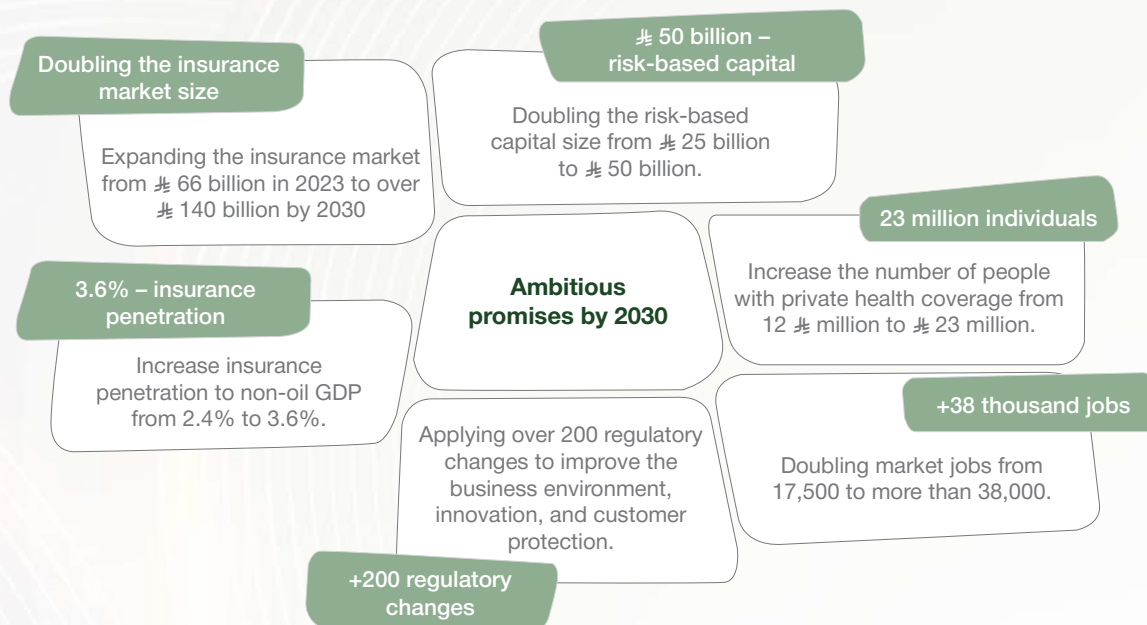 Doubling the insurance
market size
Expanding the insurance market
from ⃁ 66 billion in 2023 to over
⃁ 140 billion by 2030
⃁ 50 billion –
risk-based capital
Doubling the risk-based
capital size from ⃁ 25 billion
to ⃁ 50 billion.
23 million individuals
Increase the number of people
with private health coverage from
12 ⃁ million to ⃁ 23 million.
3.6% – insurance
penetration
Increase insurance
penetration to non-oil GDP
from 2.4% to 3.6%.
Ambitious
promises by 2030
+38 thousand jobs
Doubling market jobs from
17,500 to more than 38,000.
Applying over 200 regulatory
changes to improve the
business environment,
innovation, and customer
protection.
+200 regulatory
changes